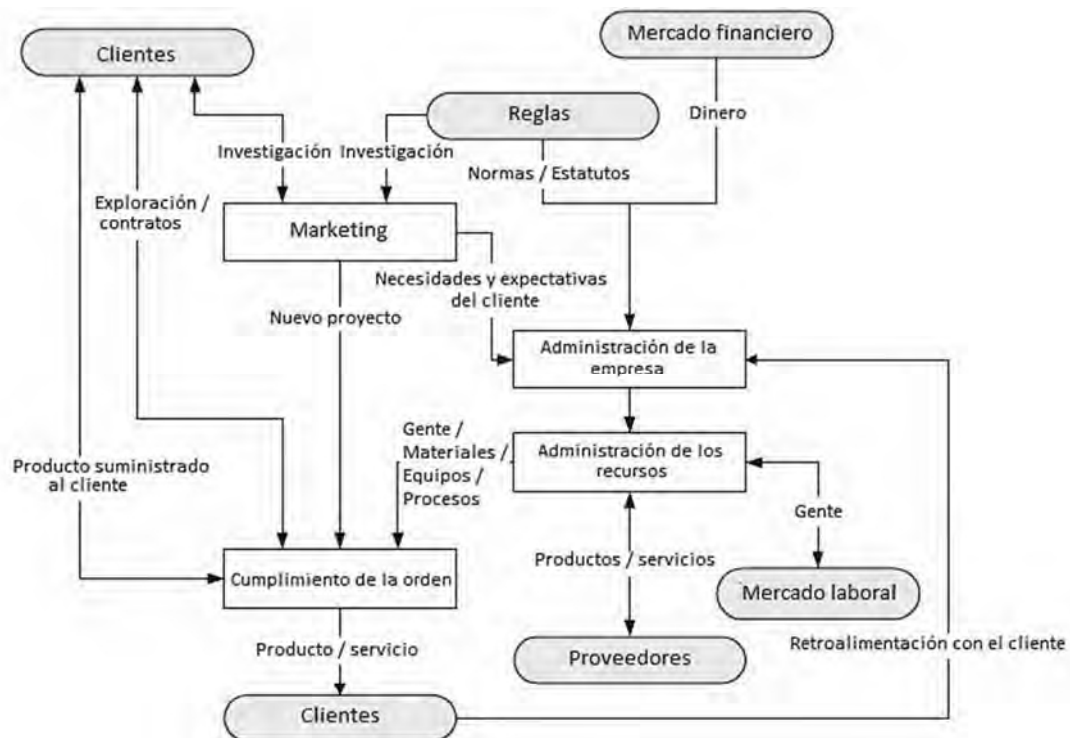 Mercado financiero
Clientes
Reglas
Dinero
Investigación
Investigación
Normas / Estatutos
Exploración /
contratos
Marketing
Necesidades y expectativas
del cliente
Nuevo proyecto
Administración de la
empresa
Gente /
Materiales /
Equipos /
Procesos
Administración de los
recursos
Producto suministrado
al cliente
Gente
Productos / servicios
Cumplimiento de la orden
Mercado laboral
Producto / servicio
Proveedores
Retroalimentación con el cliente
Clientes